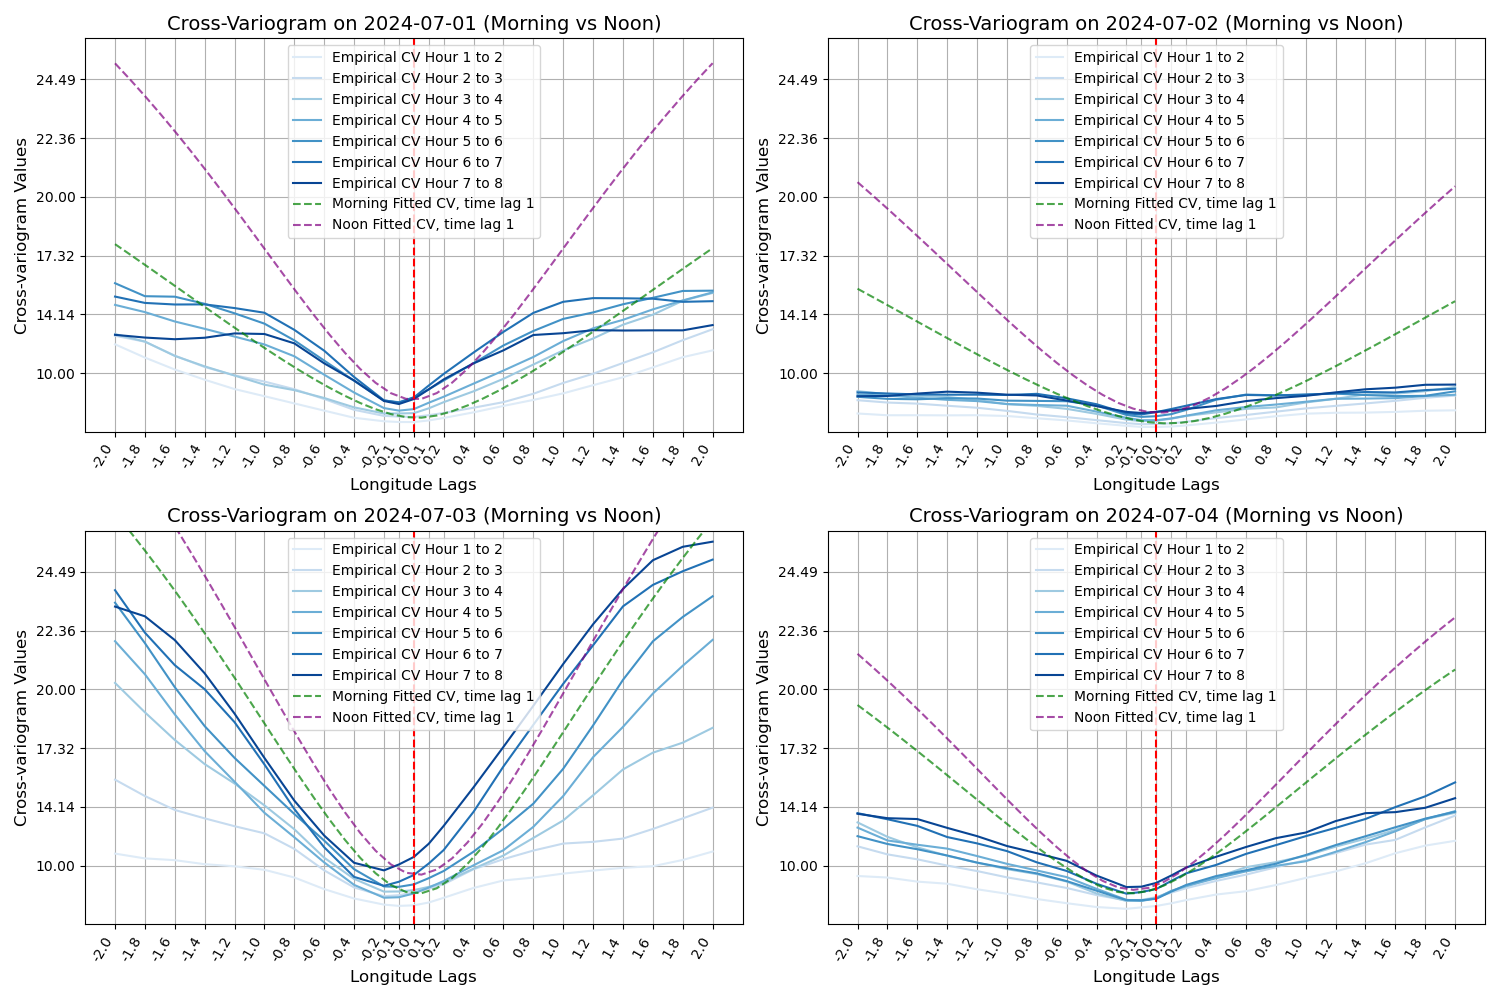 Cross-Variogram on 2024-07-01 (Morning vs Noon)
Cross-variogram Values
24.49
22.36
20.00
17.32
14.14
10.00
Empirical CV Hour 1 to 2
Empirical CV Hour 2 to 3
Empirical CV Hour 3 to 4
Empirical CV Hour 4 to 5
Empirical CV Hour 5 to 6
Empirical CV Hour 6 to 7
Empirical CV Hour 7 to 8
Morning Fitted CV, time lag 1
Noon Fitted CV, time lag 1
-2.0 -1.8 -1.6 -1.4 -1.2 -1.0 -0.8 -0.6 -0.4 -0.2 -0.1 0.0 0.1 0.2 0.4 0.6 0.8 1.0 1.2 1.4 1.6 1.8 2.0
Longitude Lags
Cross-Variogram on 2024-07-02 (Morning vs Noon)
Cross-variogram Values
24.49
22.36
20.00
17.32
14.14
10.00
Empirical CV Hour 1 to 2
Empirical CV Hour 2 to 3
Empirical CV Hour 3 to 4
Empirical CV Hour 4 to 5
Empirical CV Hour 5 to 6
Empirical CV Hour 6 to 7
Empirical CV Hour 7 to 8
Morning Fitted CV, time lag 1
Noon Fitted CV, time lag 1
-2.0 -1.8 -1.6 -1.4 -1.2 -1.0 -0.8 -0.6 -0.4 -0.2 -0.1 0.0 0.1 0.2 0.4 0.6 0.8 1.0 1.2 1.4 1.6 1.8 2.0
Longitude Lags
Cross-Variogram on 2024-07-03 (Morning vs Noon)
Cross-variogram Values
24.49
22.36
20.00
17.32
14.14
10.00
Empirical CV Hour 1 to 2
Empirical CV Hour 2 to 3
Empirical CV Hour 3 to 4
Empirical CV Hour 4 to 5
Empirical CV Hour 5 to 6
Empirical CV Hour 6 to 7
Empirical CV Hour 7 to 8
Morning Fitted CV, time lag 1
Noon Fitted CV, time lag 1
-2.0 -1.8 -1.6 -1.4 -1.2 -1.0 -0.8 -0.6 -0.4 -0.2 -0.1 0.0 0.1 0.2 0.4 0.6 0.8 1.0 1.2 1.4 1.6 1.8 2.0
Longitude Lags
Cross-Variogram on 2024-07-04 (Morning vs Noon)
Cross-variogram Values
24.49
22.36
20.00
17.32
14.14
10.00
Empirical CV Hour 1 to 2
Empirical CV Hour 2 to 3
Empirical CV Hour 3 to 4
Empirical CV Hour 4 to 5
Empirical CV Hour 5 to 6
Empirical CV Hour 6 to 7
Empirical CV Hour 7 to 8
Morning Fitted CV, time lag 1
Noon Fitted CV, time lag 1
-2.0 -1.8 -1.6 -1.4 -1.2 -1.0 -0.8 -0.6 -0.4 -0.2 -0.1 0.0 0.1 0.2 0.4 0.6 0.8 1.0 1.2 1.4 1.6 1.8 2.0
Longitude Lags